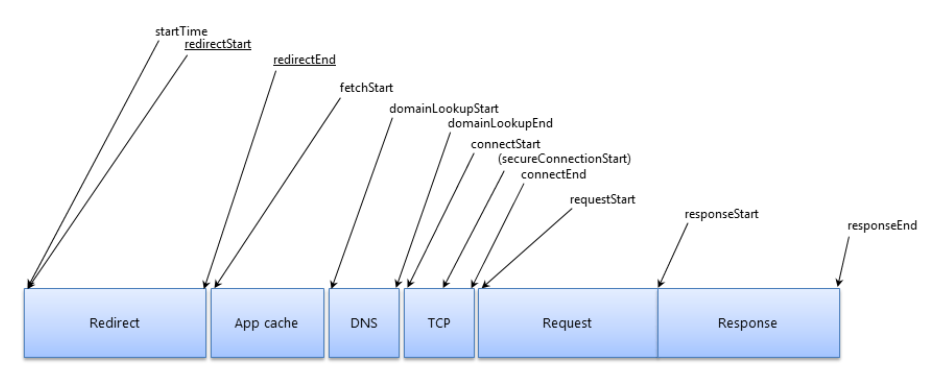 startTime
redirectStart
redirectEnd
fetchStart
domainLookupStart
domainLookupEnd
connectStart
(secureConnectionStart)
connectEnd
requestStart
responseStart
responseEnd
Redirect
App cache
DNS
TCP
Request
Response